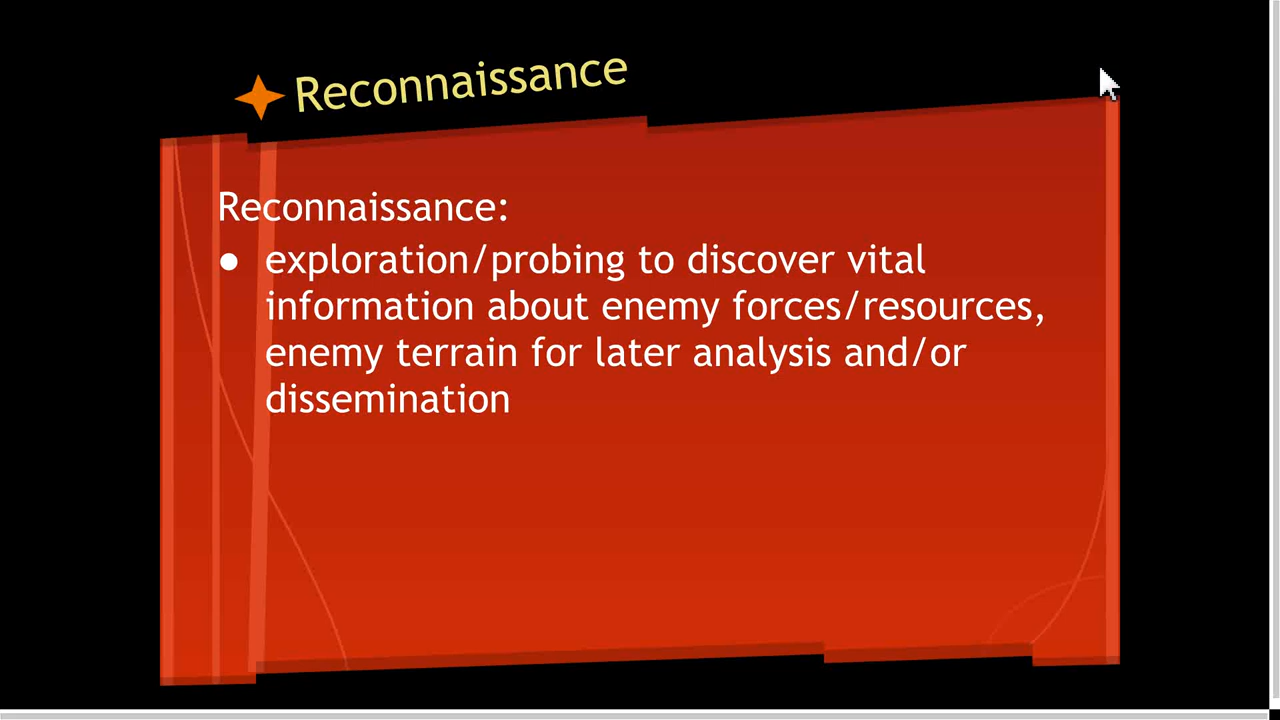 Reconnaissance
Reconnaissance:
● exploration/probing to discover vital
information about enemy forces/resources,
enemy terrain for later analysis and/or
dissemination